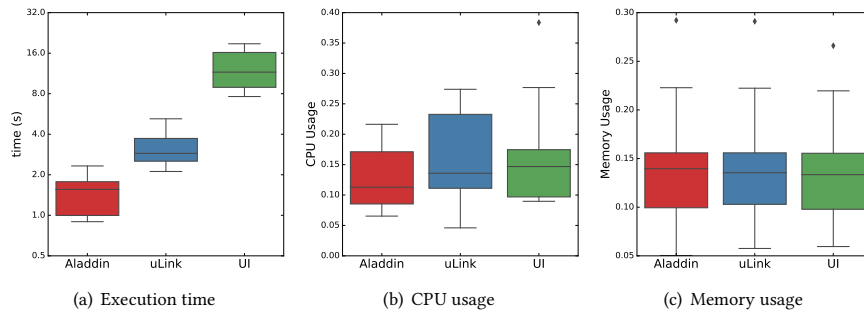 32.0
16.0
8.0
4.0
2.0
1.0
0.5
time (s)
Aladdin uLink UI
(a) Execution time
0.40
0.35
0.30
0.25
0.20
0.15
0.10
0.05
0.00
CPU Usage
Aladdin uLink UI
(b) CPU usage
0.30
0.25
0.20
0.15
0.10
0.05
Memory Usage
Aladdin uLink UI
(c) Memory usage